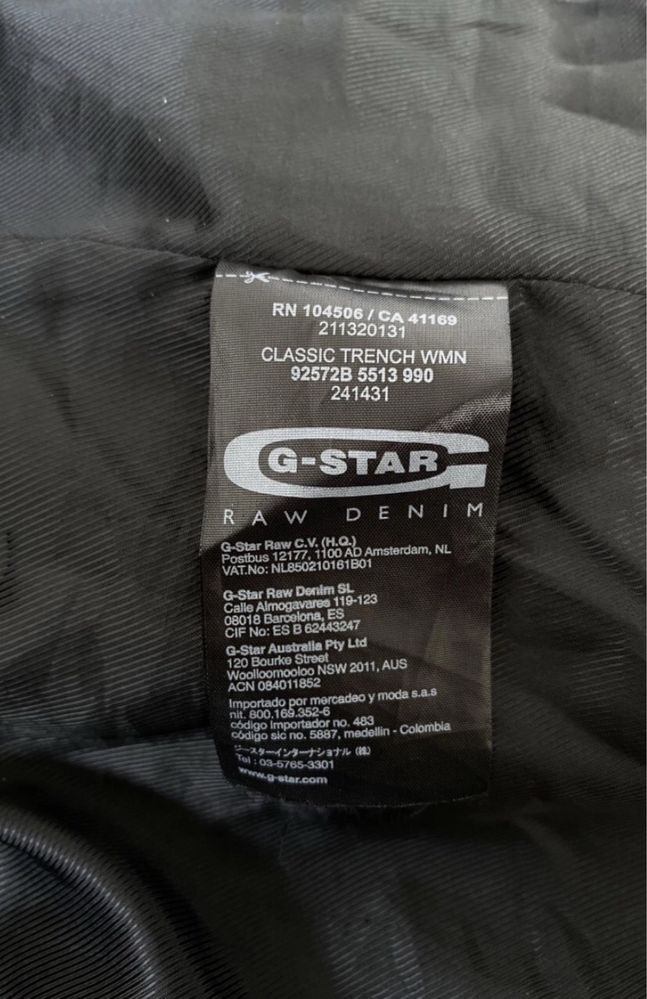 RN 104506 / CA 41169
211320131
CLASSIC TRENCH WMN
92572B 5513 990
241431
G-STAR
RAW DENIM
G-Star Raw C.V. (H.Q.)
Postbus 12177, 1100 AD Amsterdam, NL
VAT.No: NL850210161B01
G-Star Raw Denim SL
Calle Almogavares 119-123
08018 Barcelona, ES
CIF No: ES B 62443247
G-Star Australia Pty Ltd
120 Bourke Street
Woolloomooloo NSW 2011, AUS
ACN 084011852
Importado por mercadeo y moda s.a.s
nit. 800.169.352-6
código importador no. 483
código sic no. 5887, medellin - Colombia
ジースターインターナショナル (株)
Tel : 03-5765-3301
www.g-star.com